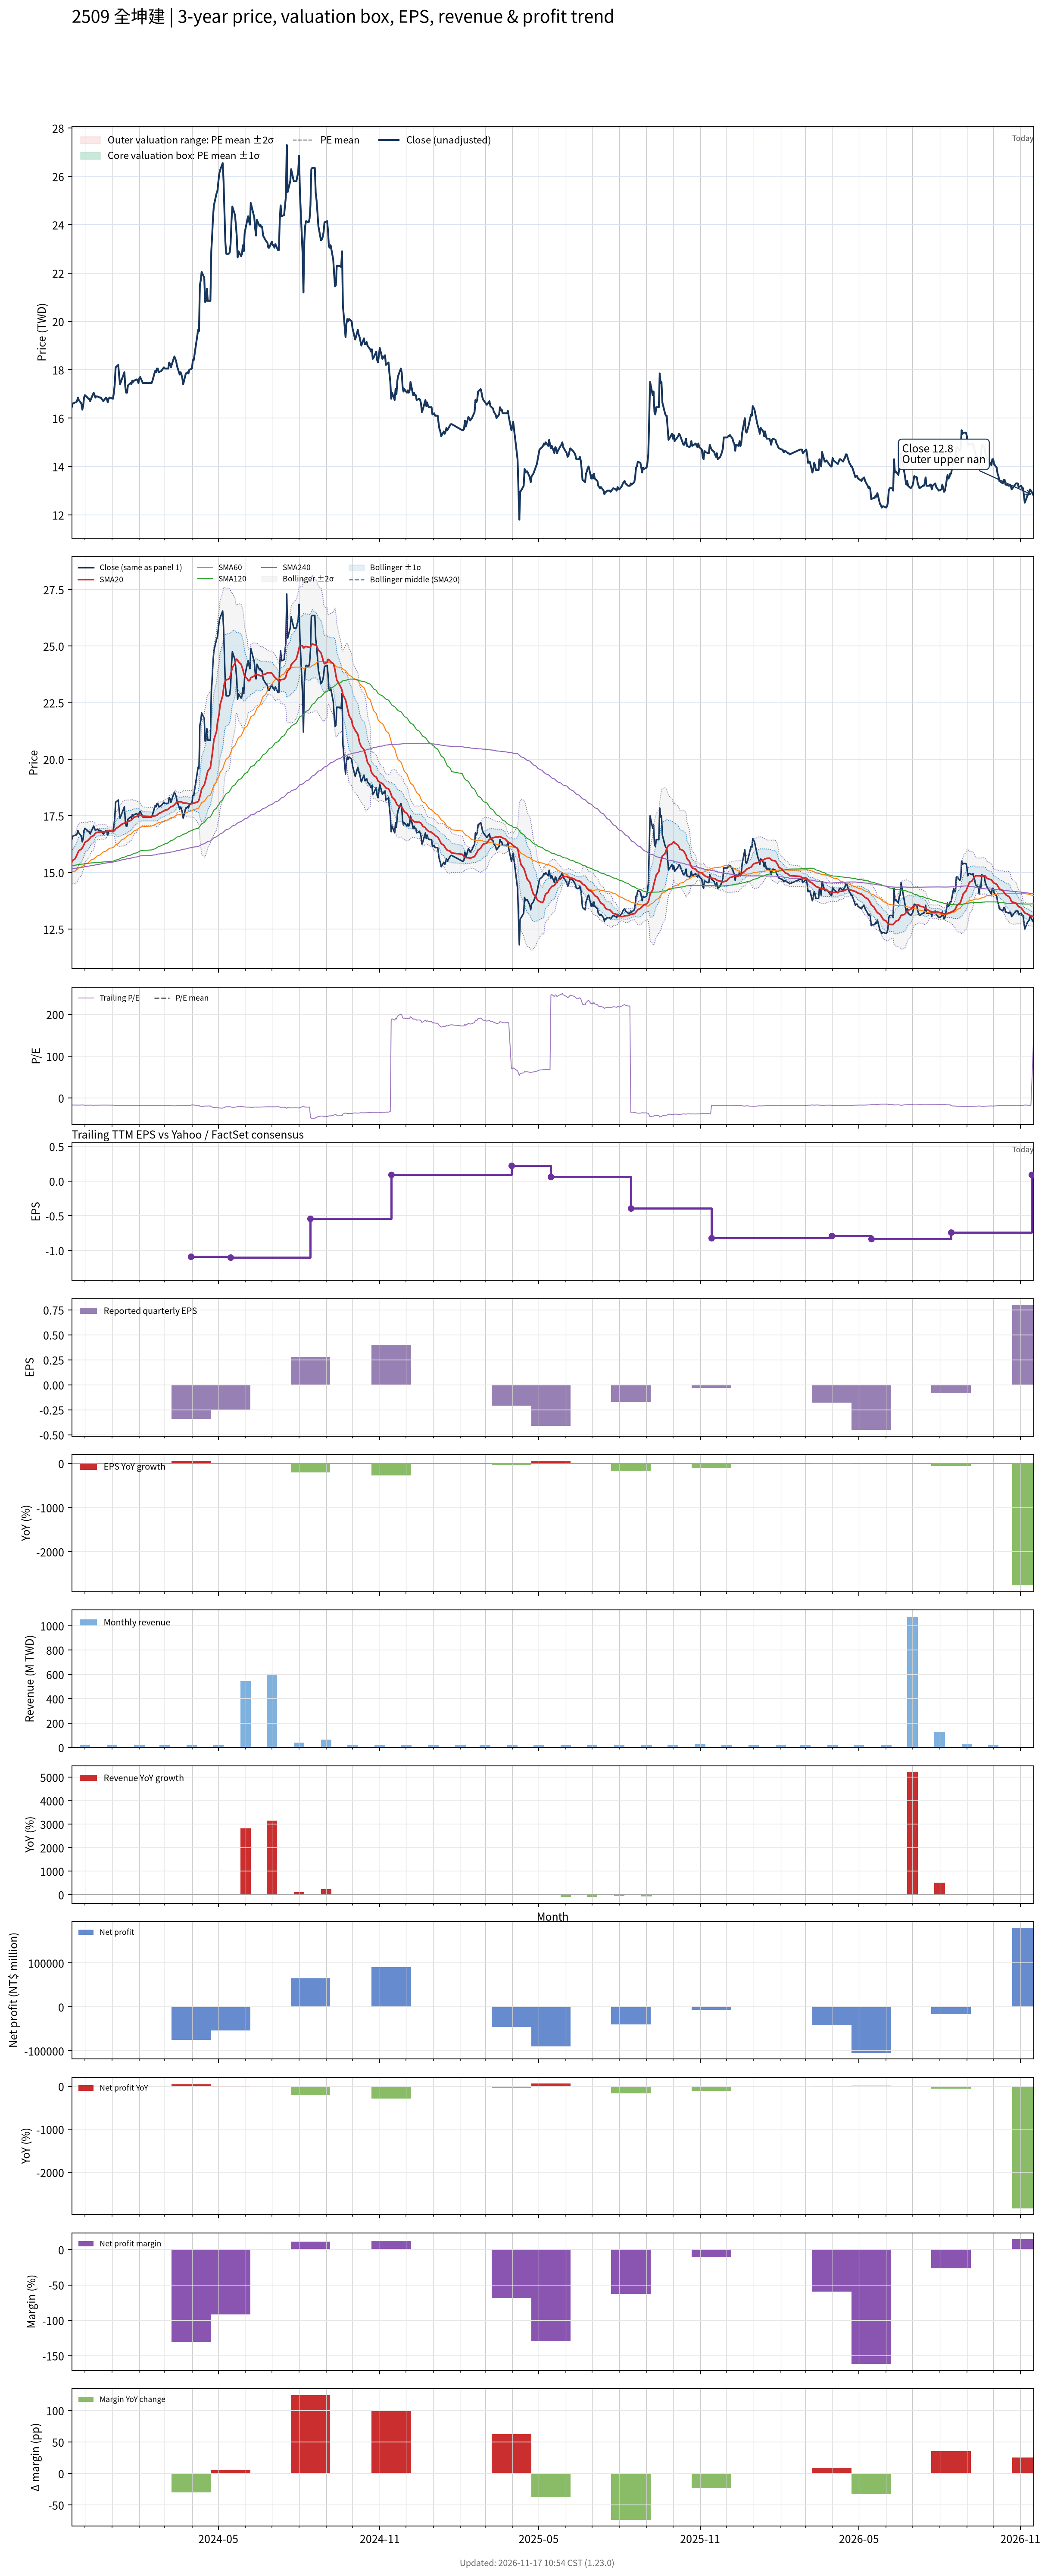 2509 全坤建 | 3-year price, valuation box, EPS, revenue & profit trend
Outer valuation range: PE mean ±2σ
Core valuation box: PE mean ±1σ
PE mean
Close (unadjusted)
Today
Price (TWD)
28
26
24
22
20
18
16
14
12
Close 12.8
Outer upper nan
Close (same as panel 1)
SMA20
SMA60
SMA120
SMA240
Bollinger ±2σ
Bollinger ±1σ
Bollinger middle (SMA20)
Price
27.5
25.0
22.5
20.0
17.5
15.0
12.5
Trailing P/E
P/E mean
P/E
200
100
0
Trailing TTM EPS vs Yahoo / FactSet consensus
Today
EPS
0.5
0.0
-0.5
-1.0
Reported quarterly EPS
EPS
0.75
0.50
0.25
0.00
-0.25
-0.50
EPS YoY growth
YoY (%)
0
-1000
-2000
Monthly revenue
Revenue (M TWD)
1000
800
600
400
200
0
Revenue YoY growth
YoY (%)
5000
4000
3000
2000
1000
0
Month
Net profit
Net profit (NT$ million)
100000
0
-100000
Net profit YoY
YoY (%)
0
-1000
-2000
Net profit margin
Margin (%)
0
-50
-100
-150
Margin YoY change
Δ margin (pp)
100
50
0
-50
2024-05
2024-11
2025-05
2025-11
2026-05
2026-11
Updated: 2026-11-17 10:54 CST (1.23.0)